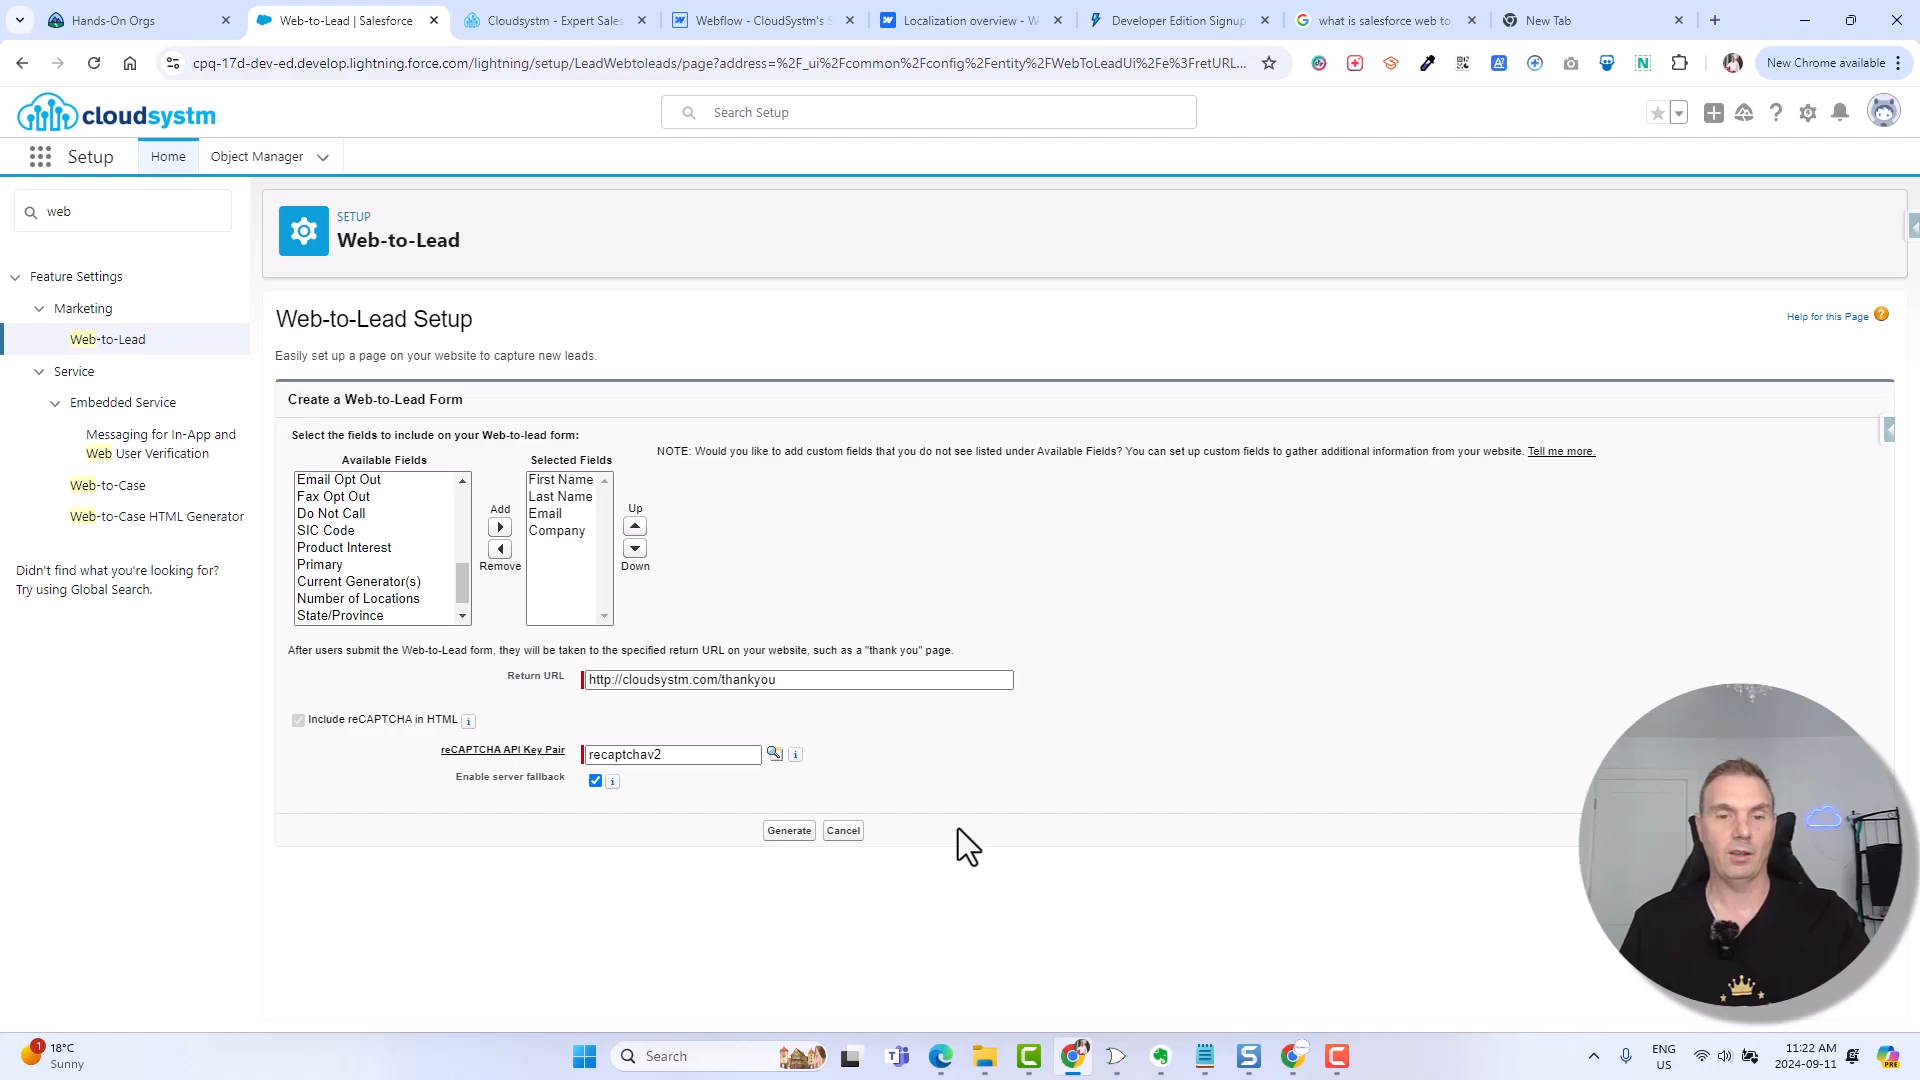 Hands-On Orgs
Web-to-Lead | Salesforce
Cloudsystm - Expert Sales
Webflow - CloudSystm's S
Localization overview - W
Developer Edition Signup
what is salesforce web to
New Tab
cpq-17d-dev-ed.develop.lightning.force.com/lightning/setup/LeadWebtoleads/page?address=%2F_ui%2Fcommon%2Fconfig%2Fentity%2FWebToLeadUi%2Fe%3FretURL...
New Chrome available
cloudsystm
Search Setup
Setup
Home
Object Manager
web
SETUP
Web-to-Lead
Feature Settings
Marketing
Web-to-Lead
Service
Embedded Service
Messaging for In-App and
Web User Verification
Web-to-Case
Web-to-Case HTML Generator
Didn't find what you're looking for?
Try using Global Search.
Web-to-Lead Setup
Help for this Page
Easily set up a page on your website to capture new leads.
Create a Web-to-Lead Form
Select the fields to include on your Web-to-lead form:
NOTE: Would you like to add custom fields that you do not see listed under Available Fields? You can set up custom fields to gather additional information from your website. Tell me more.
Available Fields
Email Opt Out
Fax Opt Out
Do Not Call
SIC Code
Product Interest
Primary
Current Generator(s)
Number of Locations
State/Province
Add
Remove
Selected Fields
First Name
Last Name
Email
Company
Up
Down
After users submit the Web-to-Lead form, they will be taken to the specified return URL on your website, such as a "thank you" page.
Return URL
http://cloudsystm.com/thankyou
Include reCAPTCHA in HTML
reCAPTCHA API Key Pair
recaptchav2
Enable server fallback
Generate
Cancel
1
18°C
Sunny
Search
ENG
US
11:22 AM
2024-09-11
PRE